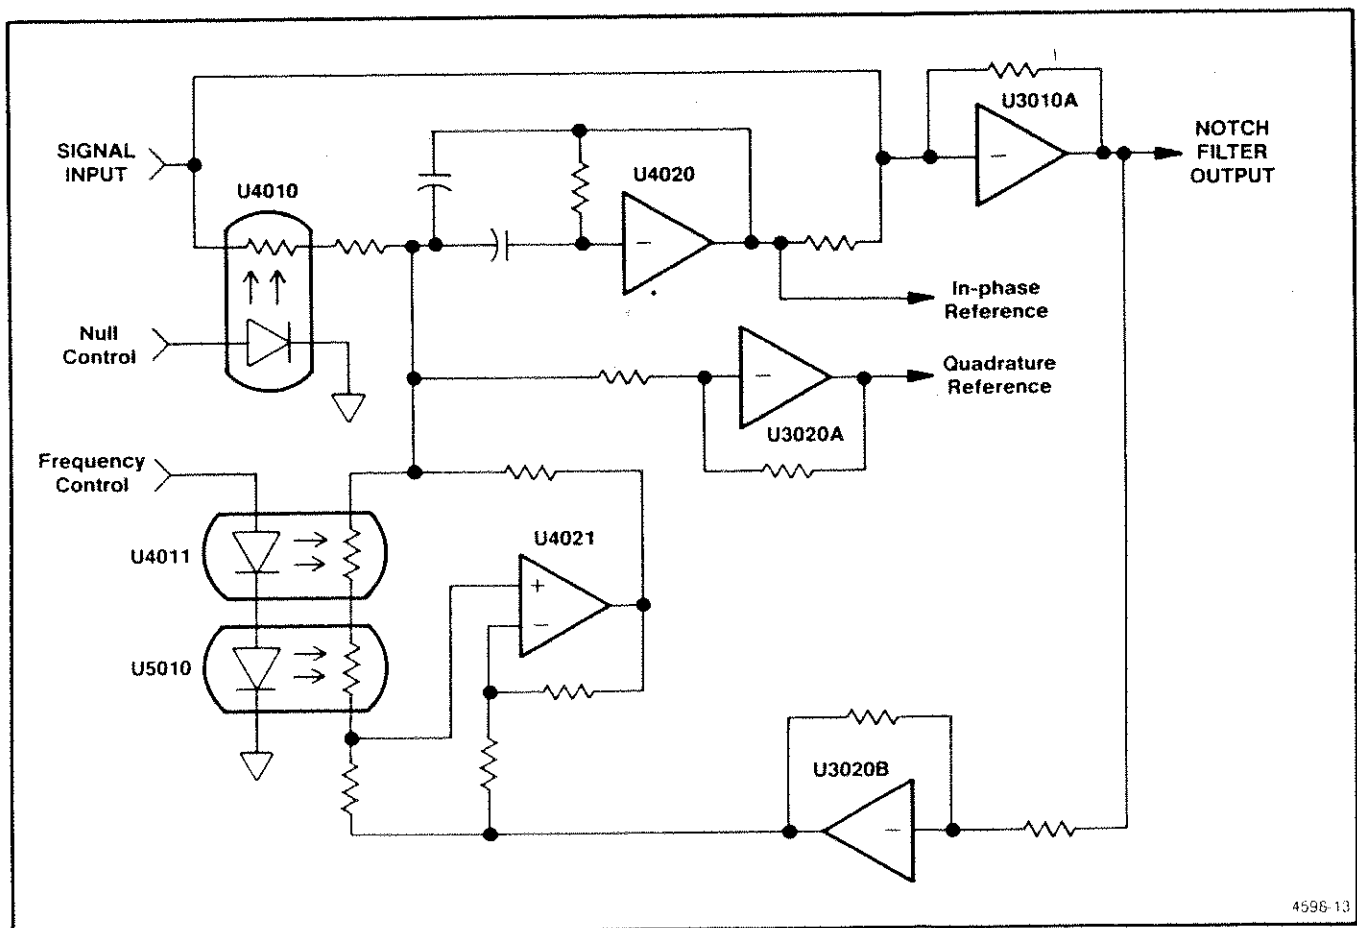 U3010A
NOTCH
FILTER
OUTPUT
SIGNAL
INPUT
U4010
U4020
−
−
In-phase
Reference
Null
Control
Quadrature
Reference
−
U3020A
Frequency
Control
U4011
U4021
+
−
U5010
U3020B
−
4598-13